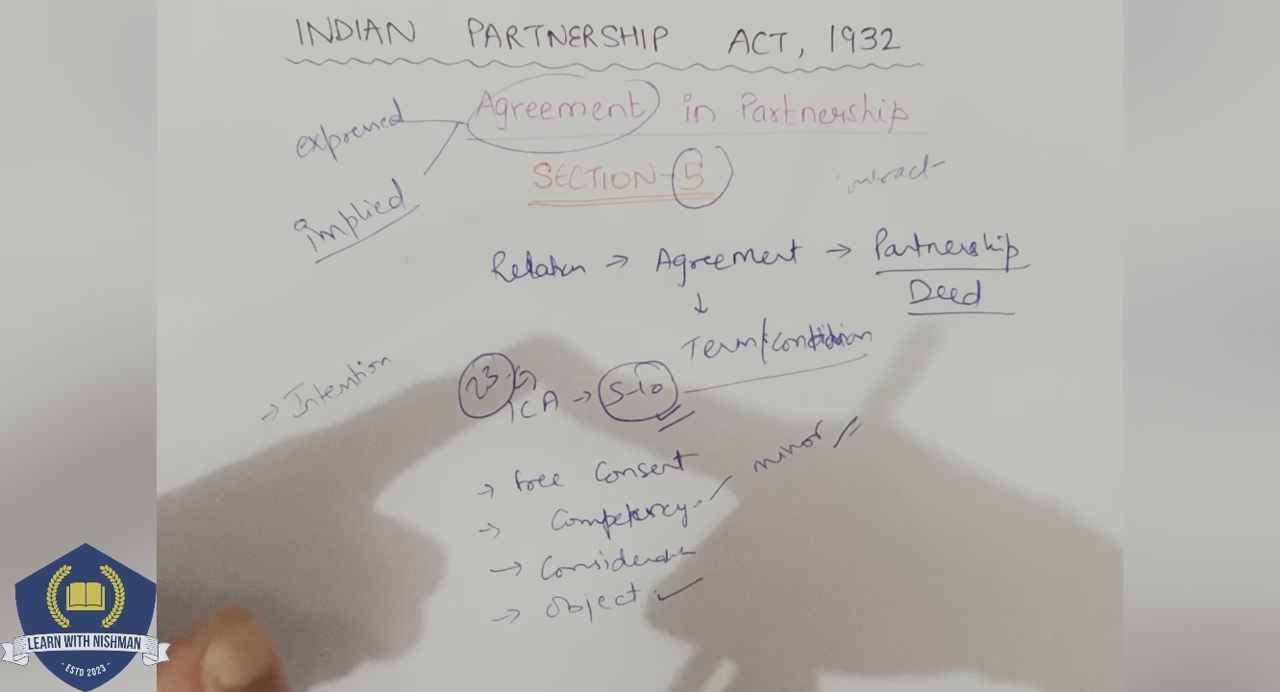 INDIAN PARTNERSHIP ACT, 1932
Agreement in Partnership
expressed
SECTION-5
implied
Relation → Agreement → Partnership
Deed
↓
Term/condition
→ Intention
23
ICA → S-10
→ free Consent
minor
→ Competency
→ Consideration
→ object ✓
LEARN WITH NISHMAN
- ESTD 2023 -